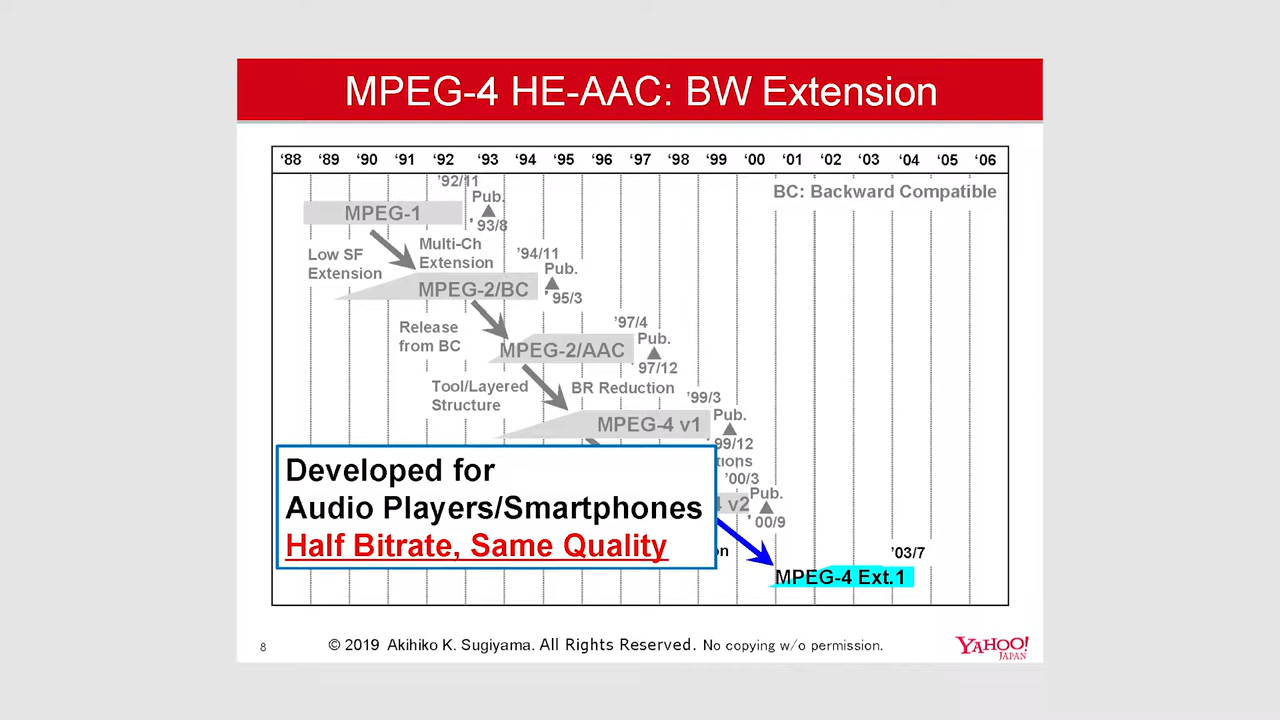 MPEG-4 HE-AAC: BW Extension
‘88 ‘89 ‘90 ‘91 ‘92 ‘93 ‘94 ‘95 ‘96 ‘97 ‘98 ‘99 ‘00 ‘01 ‘02 ‘03 ‘04 ‘05 ‘06
BC: Backward Compatible
’92/11
Pub.
MPEG-1
’93/8
Low SF
Extension
Multi-Ch
Extension
’94/11
Pub.
MPEG-2/BC
’95/3
Release
from BC
’97/4
Pub.
MPEG-2/AAC
97/12
Tool/Layered
Structure
BR Reduction
’99/3
Pub.
MPEG-4 v1
99/12
’00/3
Pub.
v2
’00/9
Developed for
Audio Players/Smartphones
Half Bitrate, Same Quality
’03/7
MPEG-4 Ext.1
8
© 2019 Akihiko K. Sugiyama. All Rights Reserved. No copying w/o permission.
YAHOO!
JAPAN